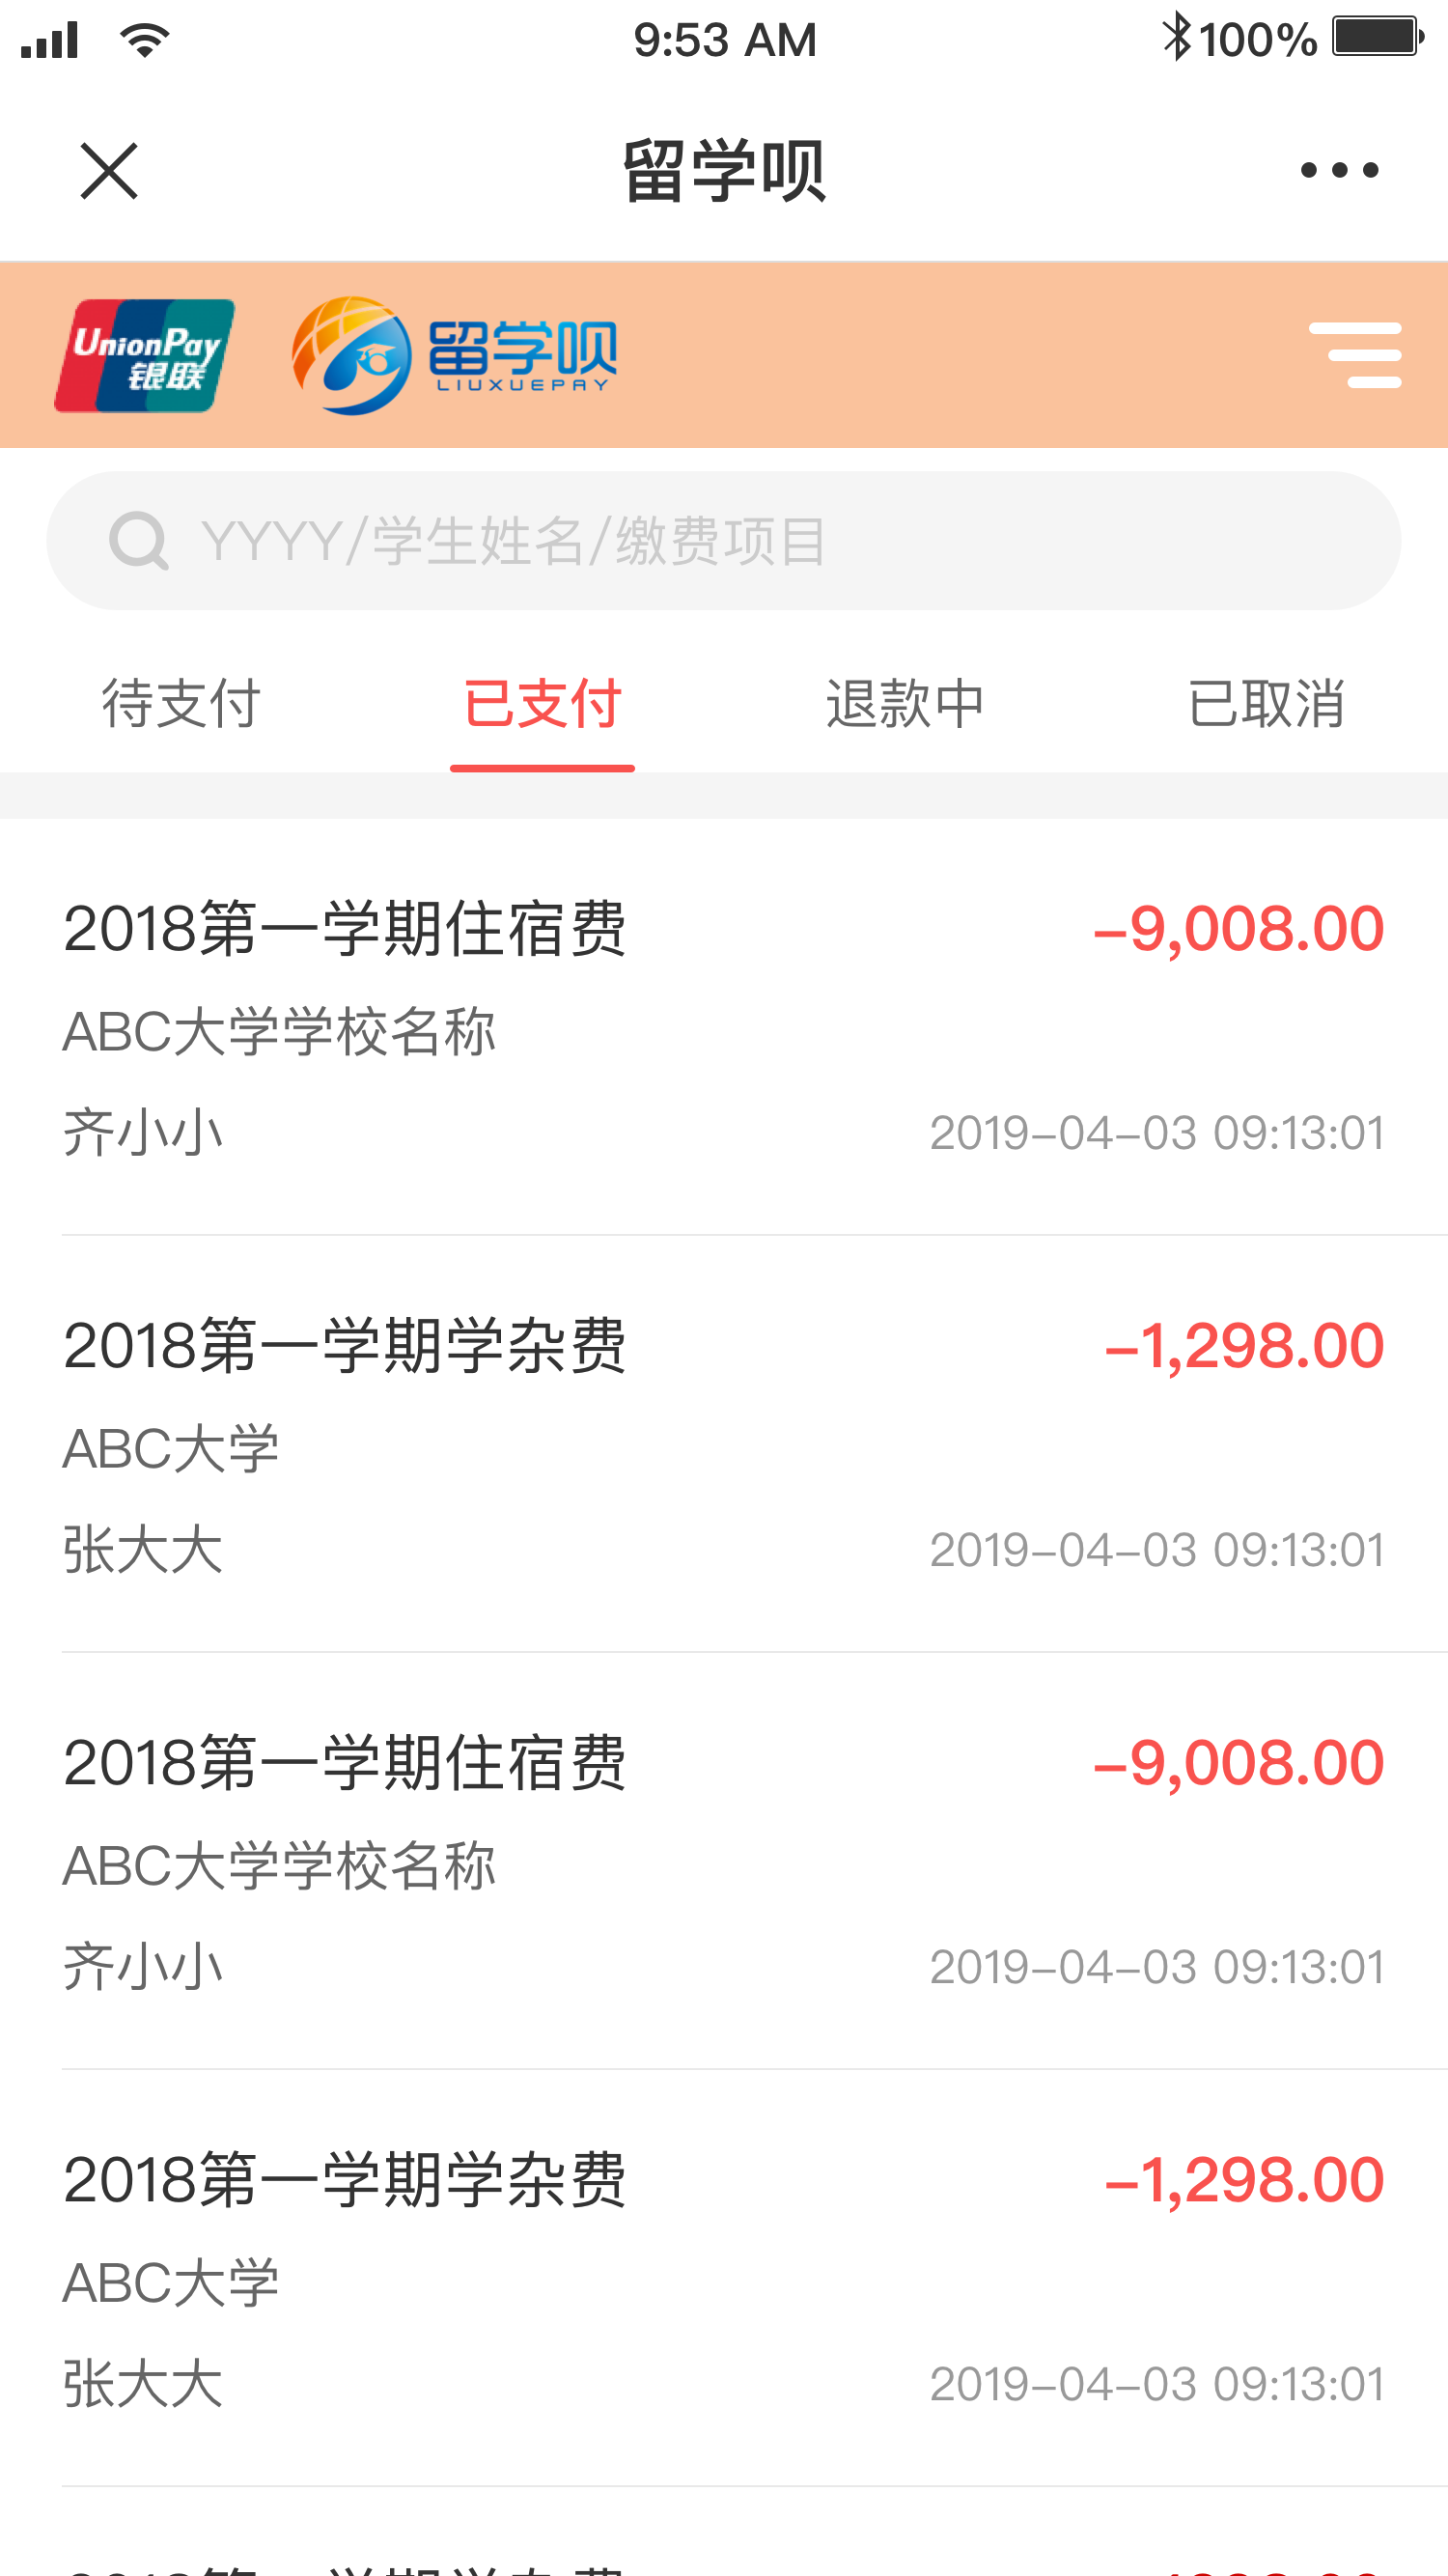 9:53 AM
100%
留学呗
UnionPay
银联
留学呗
LIUXUEPAY
YYYY/学生姓名/缴费项目
待支付 已支付 退款中 已取消
2018第一学期住宿费 -9,008.00
ABC大学学校名称
齐小小 2019-04-03 09:13:01
2018第一学期学杂费 -1,298.00
ABC大学
张大大 2019-04-03 09:13:01
2018第一学期住宿费 -9,008.00
ABC大学学校名称
齐小小 2019-04-03 09:13:01
2018第一学期学杂费 -1,298.00
ABC大学
张大大 2019-04-03 09:13:01